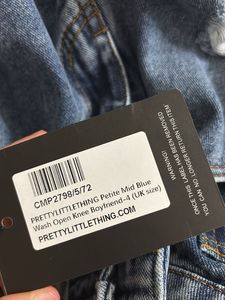 CMP2798/5/72
PRETTYLITTLETHING Petite Mid Blue
Wash Open Knee Boyfriend-4 (UK size)
PRETTYLITTLETHING.COM
WARNING!
ONCE THIS LABEL HAS BEEN REMOVED
YOU CAN NO LONGER RETURN THIS ITEM